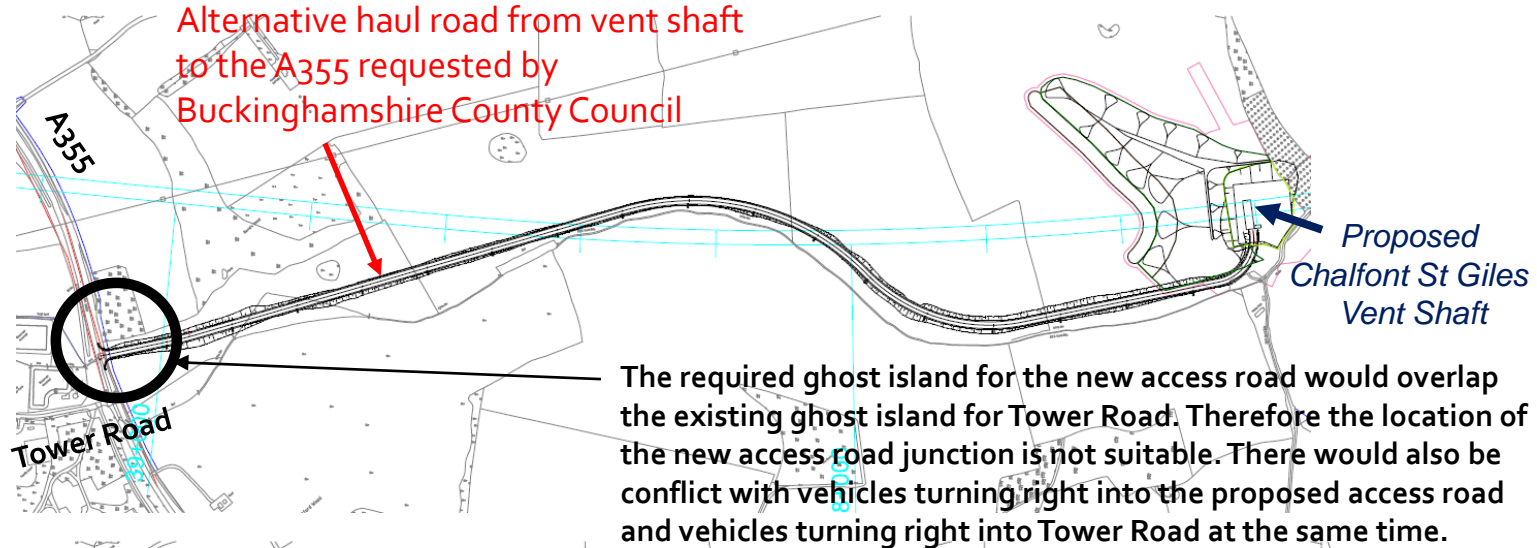 Alternative haul road from vent shaft
to the A355 requested by
Buckinghamshire County Council
A355
Proposed
Chalfont St Giles
Vent Shaft
Tower Road
The required ghost island for the new access road would overlap
the existing ghost island for Tower Road. Therefore the location of
the new access road junction is not suitable. There would also be
conflict with vehicles turning right into the proposed access road
and vehicles turning right into Tower Road at the same time.